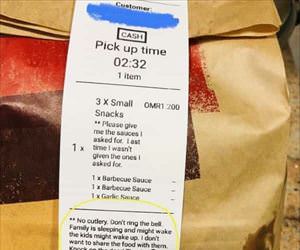 Customer:
CASH
Pick up time
02:32
1 item
3 X Small OMR1.200
Snacks
** Please give
me the sauces I
asked for. Last
time I wasn't
given the ones I
1 x asked for.
1 x Barbecue Sauce
1 x Barbecue Sauce
1 x Garlic Sauce
** No cutlery. Don't ring the bell.
Family is sleeping and might wake
the kids might wake up. I don't
want to share the food with them.